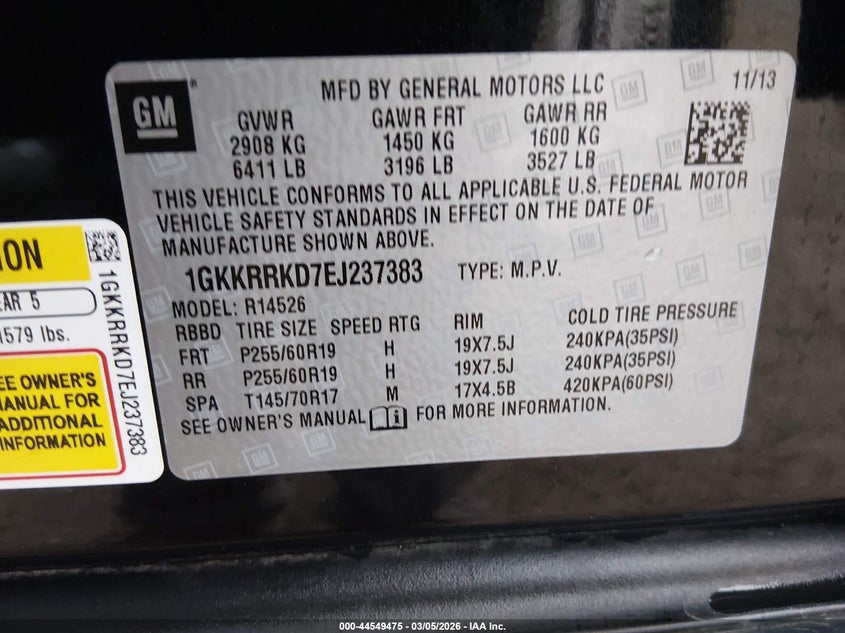 GM
MFD BY GENERAL MOTORS LLC
11/13
GVWR GAWR FRT GAWR RR
2908 KG 1450 KG 1600 KG
6411 LB 3196 LB 3527 LB
THIS VEHICLE CONFORMS TO ALL APPLICABLE U.S. FEDERAL MOTOR
VEHICLE SAFETY STANDARDS IN EFFECT ON THE DATE OF
MANUFACTURE SHOWN ABOVE.
1GKKRRKD7EJ237383 TYPE: M.P.V.
MODEL: R14526
RBBD TIRE SIZE SPEED RTG RIM COLD TIRE PRESSURE
FRT P255/60R19 H 19X7.5J 240KPA(35PSI)
RR P255/60R19 H 19X7.5J 240KPA(35PSI)
SPA T145/70R17 M 17X4.5B 420KPA(60PSI)
SEE OWNER'S MANUAL FOR MORE INFORMATION.
ION
EAR 5
579 lbs.
EE OWNER'S
MANUAL FOR
ADDITIONAL
INFORMATION
1GKKRRKD7EJ237383
000-44549475 - 03/05/2026 - IAA Inc.